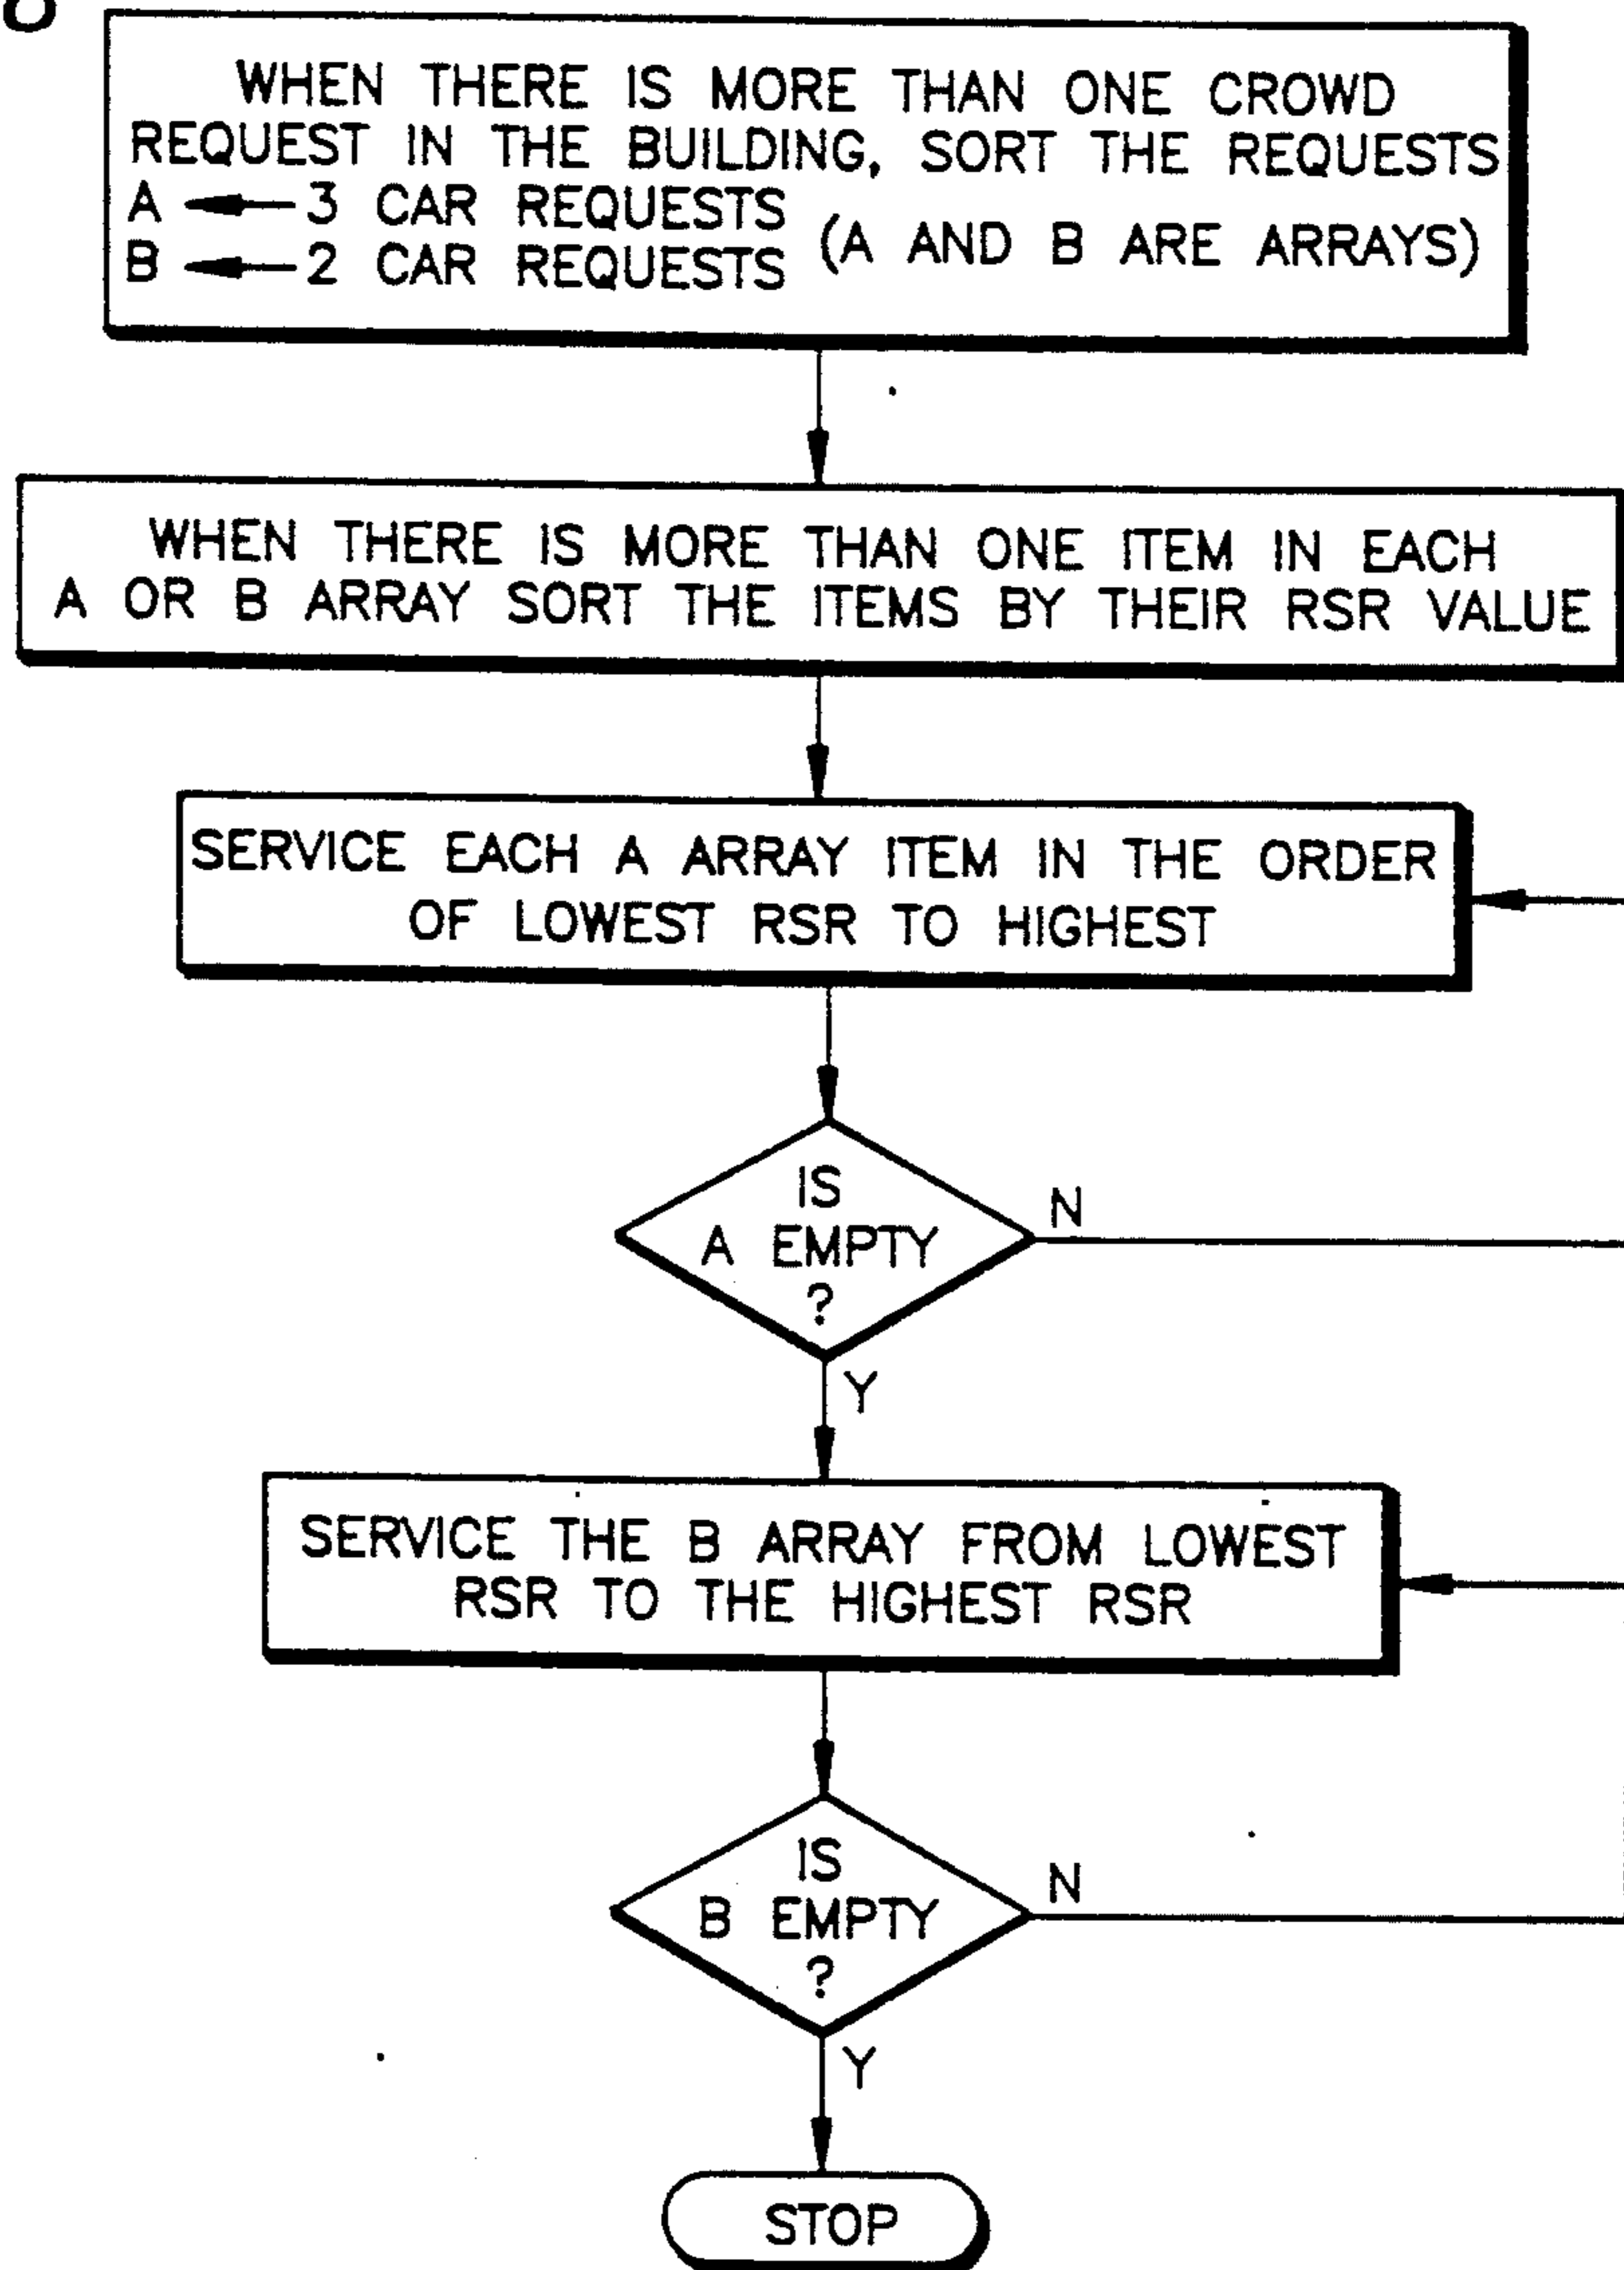 WHEN THERE IS MORE THAN ONE CROWD
REQUEST IN THE BUILDING, SORT THE REQUESTS
A ← 3 CAR REQUESTS
B ← 2 CAR REQUESTS
(A AND B ARE ARRAYS)
WHEN THERE IS MORE THAN ONE ITEM IN EACH
A OR B ARRAY SORT THE ITEMS BY THEIR RSR VALUE
SERVICE EACH A ARRAY ITEM IN THE ORDER
OF LOWEST RSR TO HIGHEST
IS
A EMPTY
?
N
Y
SERVICE THE B ARRAY FROM LOWEST
RSR TO THE HIGHEST RSR
IS
B EMPTY
?
N
Y
STOP